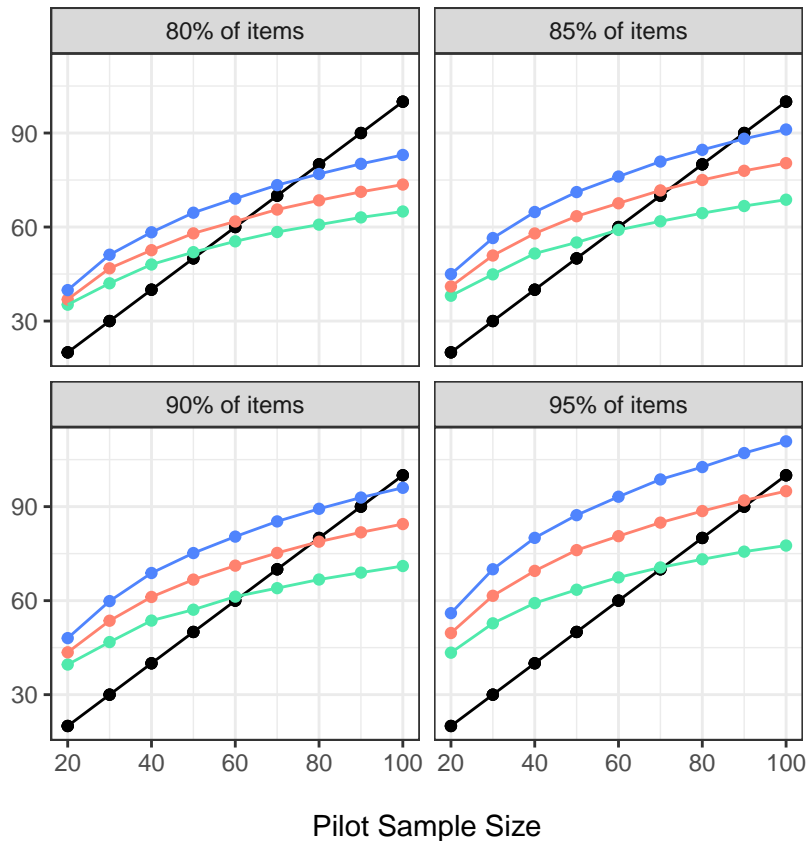 80% of items
85% of items
90
60
30
90% of items
95% of items
90
60
30
20 40 60 80 100
20 40 60 80 100
Pilot Sample Size